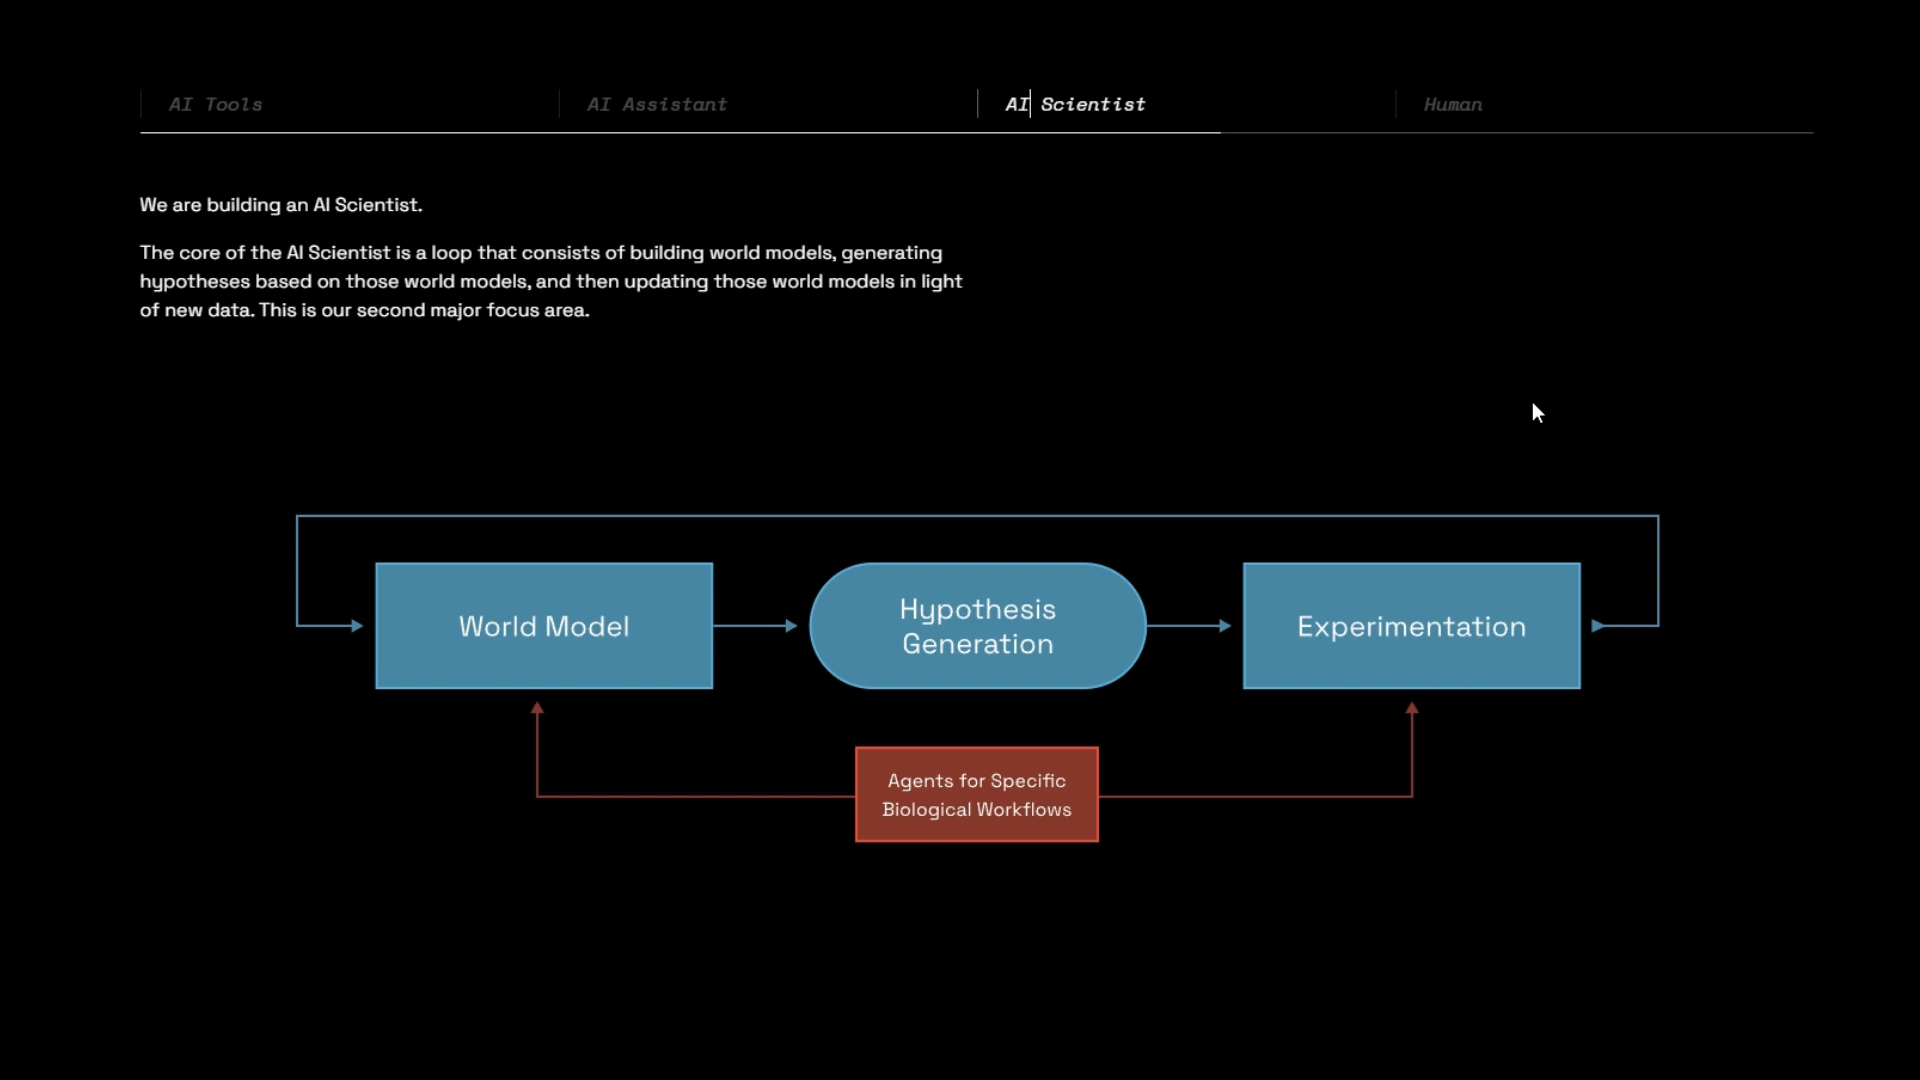 AI Tools
AI Assistant
AI Scientist
Human
We are building an AI Scientist.
The core of the AI Scientist is a loop that consists of building world models, generating
hypotheses based on those world models, and then updating those world models in light
of new data. This is our second major focus area.
World Model
Hypothesis
Generation
Experimentation
Agents for Specific
Biological Workflows